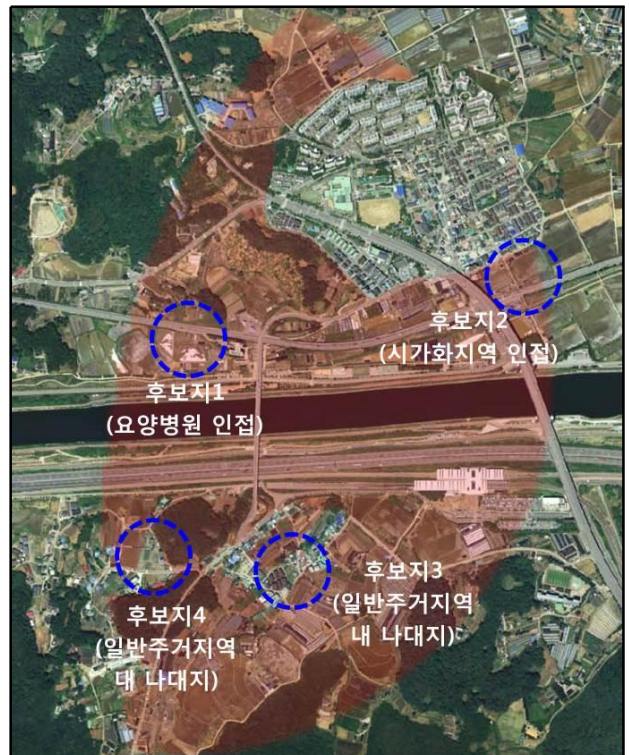 후보지2
(시가화지역 인접)
후보지1
(요양병원 인접)
후보지3
(일반주거지역
내 나대지)
후보지4
(일반주거지역
내 나대지)